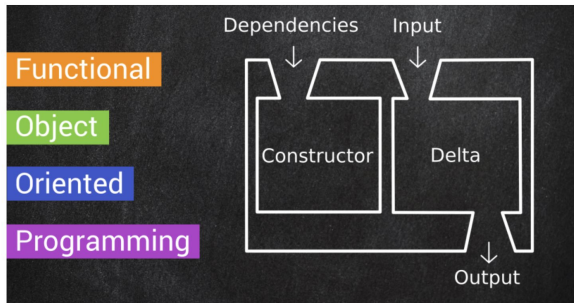 Functional
Object
Oriented
Programming
Dependencies
Input
Constructor
Delta
Output